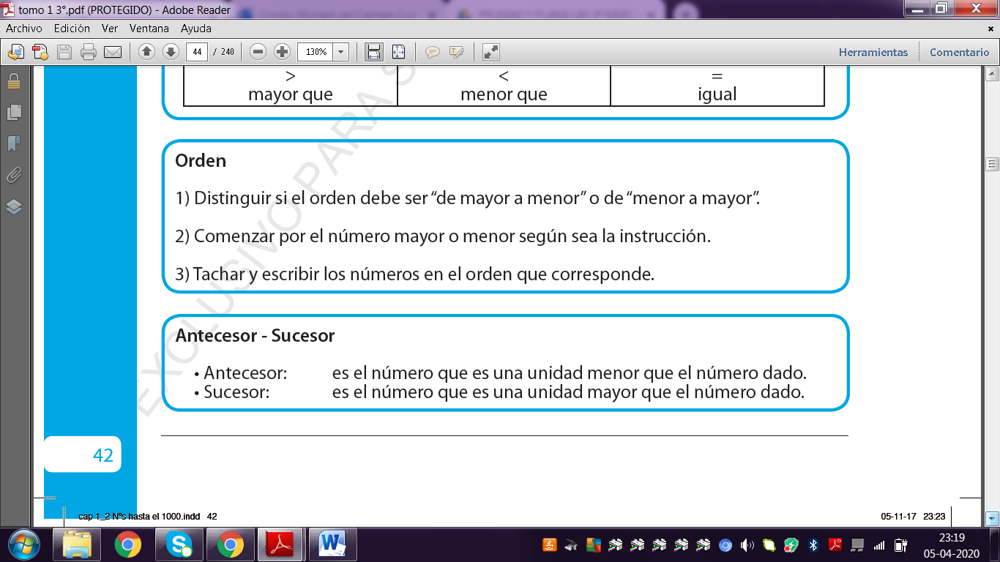 tomo 1 3°.pdf (PROTEGIDO) - Adobe Reader
Archivo Edición Ver Ventana Ayuda
44 / 240 130% Herramientas Comentario
> < =
mayor que menor que igual
Orden
1) Distinguir si el orden debe ser “de mayor a menor” o de “menor a mayor”.
2) Comenzar por el número mayor o menor según sea la instrucción.
3) Tachar y escribir los números en el orden que corresponde.
Antecesor - Sucesor
• Antecesor: es el número que es una unidad menor que el número dado.
• Sucesor: es el número que es una unidad mayor que el número dado.
EXCLUSIVO PARA S
42
cap 1_2 Nºs hasta el 1000.indd 42 05-11-17 23:23
23:19
05-04-2020